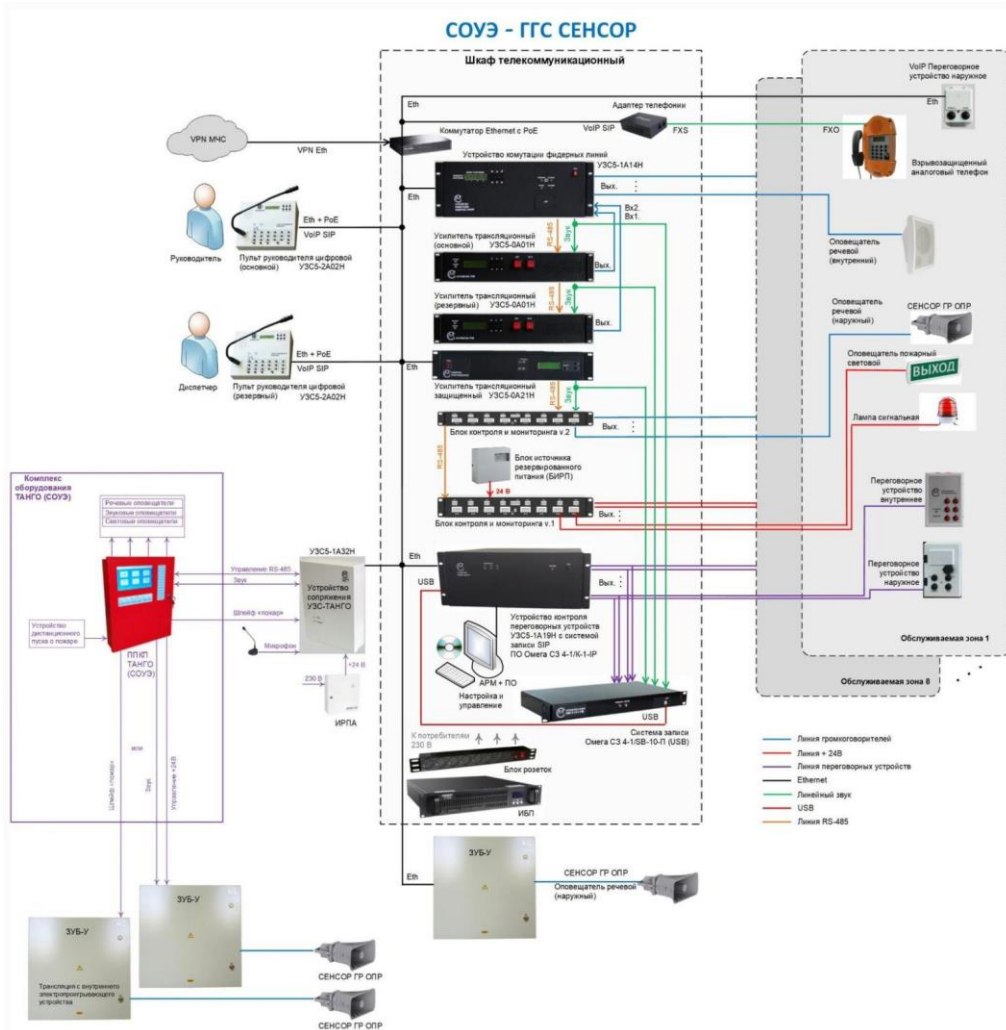 СОУЭ - ГГС СЕНСОР
Шкаф телекоммуникационный
VoIP Переговорное
устройство наружное
Eth
Eth
Адаптер телефонии
VoIP SIP
FXS
FXO
Коммутатор Ethernet с PoE
VPN МЧС
VPN Eth
Взрывозащищенный
аналоговый телефон
Устройство комутации фидерных линий
УЗС5-1А14Н
Eth
Вых.
Вх2.
Вх1.
Eth + PoE
VoIP SIP
Руководитель
Пульт руководителя цифровой
(основной) УЗС5-2А02Н
RS-485
Звук
Усилитель трансляционный
(основной) УЗС5-0А01Н
Вых.
Оповещатель
речевой
(внутренний)
RS-485
Звук
Усилитель трансляционный
(резервный) УЗС5-0А01Н
Вых.
Оповещатель
речевой
(наружный)
СЕНСОР ГР ОПР
Eth + PoE
VoIP SIP
Диспетчер
Пульт руководителя цифровой
(резервный) УЗС5-2А02Н
Усилитель трансляционный
защищенный УЗС5-0А21Н
RS-485
Звук
Оповещатель пожарный
световой
ВЫХОД
Лампа сигнальная
Вых.
Блок контроля и мониторинга v.2
RS-485
Блок источника
резервированного
питания (БИРП)
24 В
Вых.
Блок контроля и мониторинга v.1
Переговорное
устройство
внутреннее
Комплекс
оборудования
ТАНГО (СОУЭ)
Речевые оповещатели
Звуковые оповещатели
Световые оповещатели
УЗС5-1А32Н
Управление RS-485
Звук
Устройство
сопряжения
УЗС-ТАНГО
Шлейф «пожар»
Микрофон
Устройство
дистанционного
пуска о пожаре
ППКП
ТАНГО
(СОУЭ)
+24 В
230 В
ИРПА
Eth
USB
Вых.
Переговорное
устройство
наружное
Устройство контроля
переговорных устройств
УЗС5-1А19Н с системой
записи SIP
ПО Омега СЗ 4-1/К-1-IP
АРМ + ПО
Настройка и
управление
Обслуживаемая зона 1
Обслуживаемая зона 8
USB
Система записи
Омега СЗ 4-1/SB-10-П (USB)
К потребителям
230 В
Блок розеток
ИБП
Линия громкоговорителей
Линия + 24В
Линия переговорных устройств
Ethernet
Линейный звук
USB
Линия RS-485
или
Шлейф «пожар»
Звук
Управление +24В
Eth
ЗУБ-У
СЕНСОР ГР ОПР
Оповещатель речевой
(наружный)
ЗУБ-У
СЕНСОР ГР ОПР
ЗУБ-У
Трансляция с внутреннего
электропроигрывающего
устройства
СЕНСОР ГР ОПР